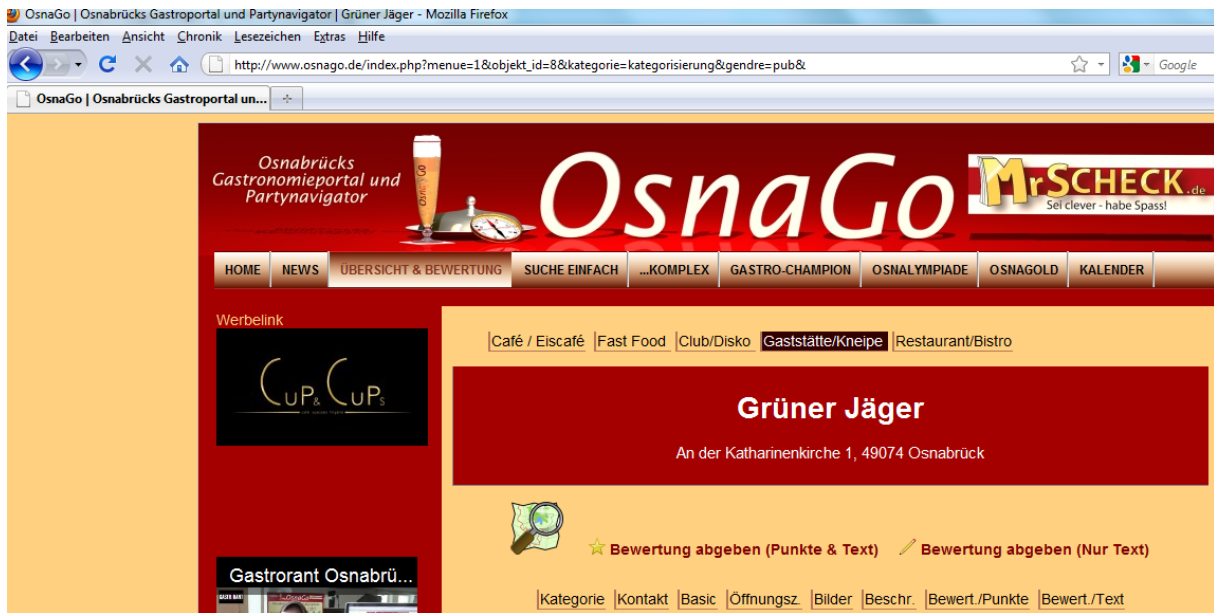 OsnaGo | Osnabrücks Gastroportal und Partynavigator | Grüner Jäger - Mozilla Firefox
Datei Bearbeiten Ansicht Chronik Lesezeichen Extras Hilfe
http://www.osnago.de/index.php?menue=1&objekt_id=8&kategorie=kategorisierung&gendre=pub& Google
OsnaGo | Osnabrücks Gastroportal un...
Osnabrücks
Gastronomieportal und
Partynavigator
OsnaGo
OsnaGo
MrSCHECK.de
Sei clever - habe Spass!
HOME NEWS ÜBERSICHT & BEWERTUNG SUCHE EINFACH ...KOMPLEX GASTRO-CHAMPION OSNALYMPIADE OSNAGOLD KALENDER
Werbelink
CUP & CUPs
Café / Eiscafé Fast Food Club/Disko Gaststätte/Kneipe Restaurant/Bistro
Grüner Jäger
An der Katharinenkirche 1, 49074 Osnabrück
Bewertung abgeben (Punkte & Text) Bewertung abgeben (Nur Text)
Gastrorant Osnabrü...
OsnaGo
Kategorie Kontakt Basic Öffnungsz. Bilder Beschr. Bewert./Punkte Bewert./Text